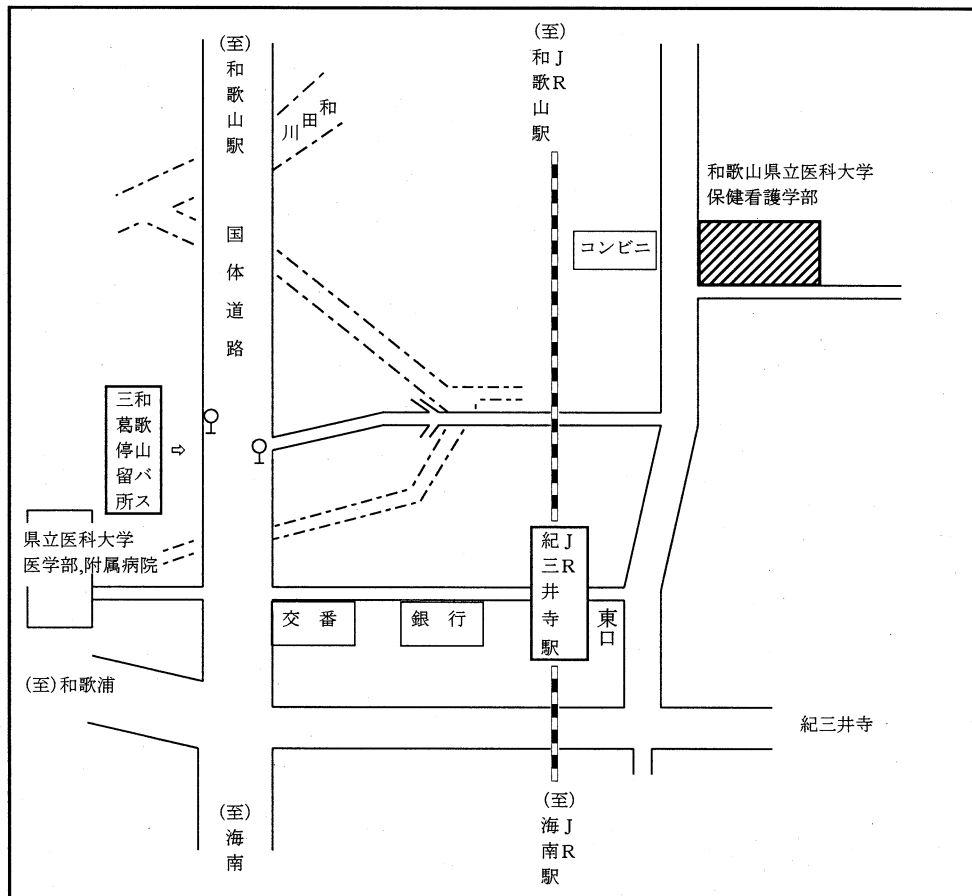 (至)和歌山駅
(至)JR和歌山駅
和田川
国体道路
和歌山県立医科大学
保健看護学部
コンビニ
和歌山バス
三葛停留所
⇨
県立医科大学
医学部,附属病院
JR
紀三井寺駅
東口
交番
銀行
(至)和歌浦
紀三井寺
(至)海南
(至)JR海南駅